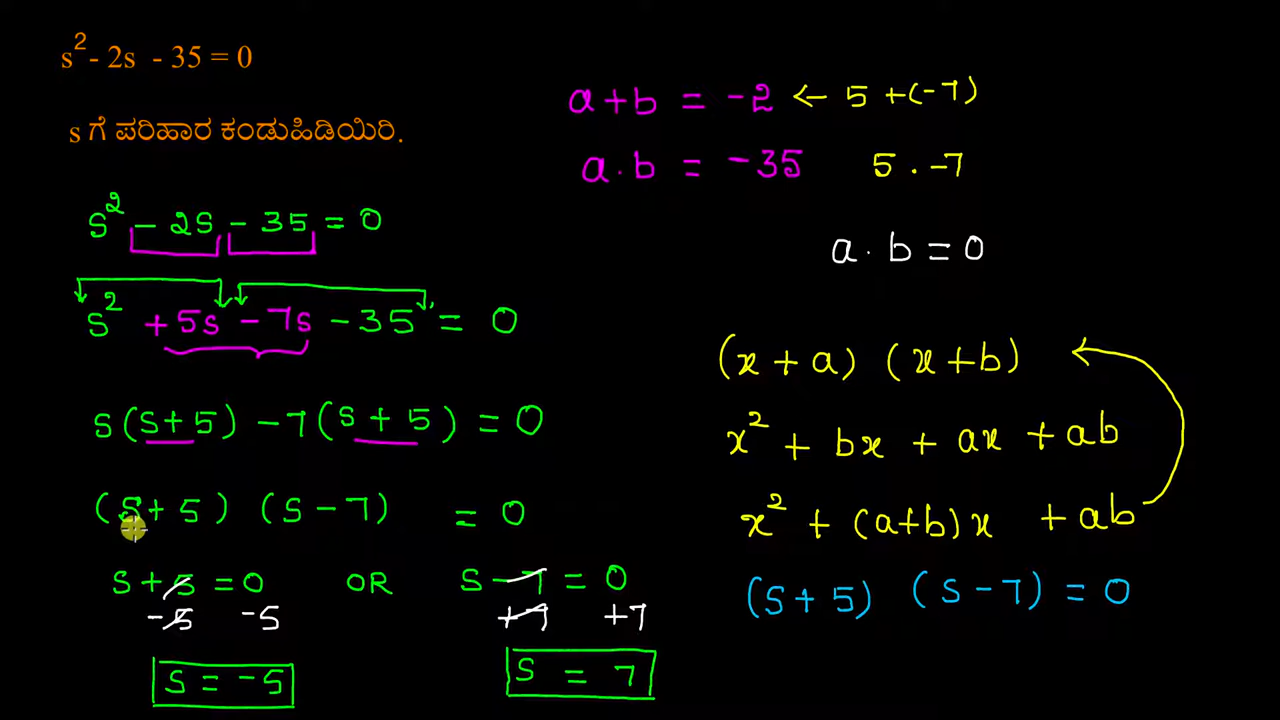 s² - 2s - 35 = 0
s ಗೆ ಪರಿಹಾರ ಕಂಡುಹಿಡಿಯಿರಿ.
s² - 2s - 35 = 0
s² + 5s - 7s - 35 = 0
s(s+5) - 7(s+5) = 0
(s+5) (s-7) = 0
s+5 = 0 OR s-7 = 0
-5 -5 +7 +7
s = -5 s = 7
a+b = -2 ← 5 + (-7)
a·b = -35 5 · -7
a·b = 0
(x+a) (x+b)
x² + bx + ax + ab
x² + (a+b)x + ab
(s+5) (s-7) = 0